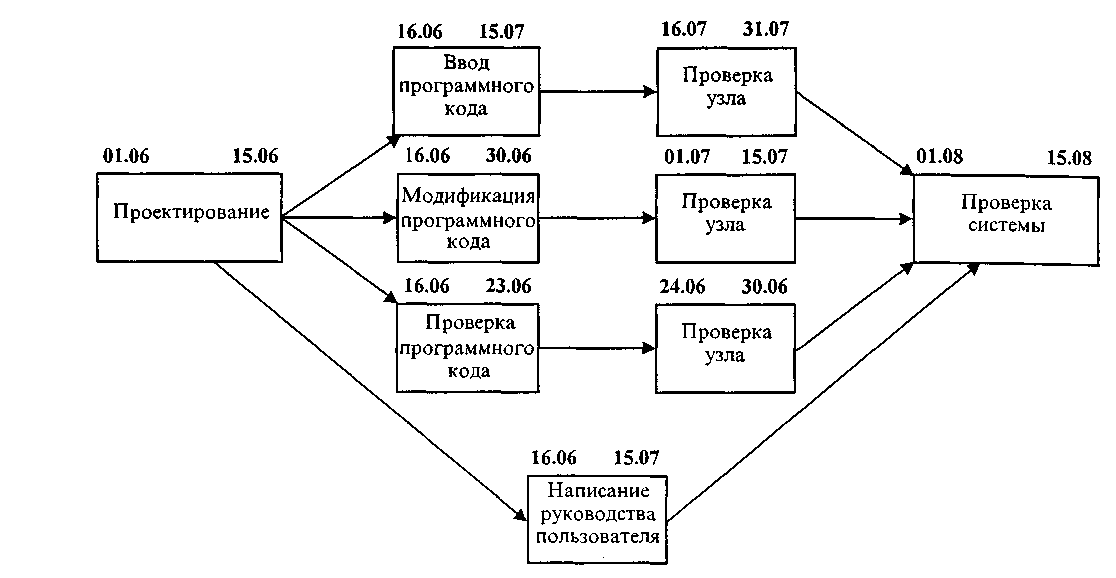 16.06 15.07
Ввод
программного
кода
16.07 31.07
Проверка
узла
01.06 15.06
Проектирование
16.06 30.06
Модификация
программного
кода
01.07 15.07
Проверка
узла
01.08 15.08
Проверка
системы
16.06 23.06
Проверка
программного
кода
24.06 30.06
Проверка
узла
16.06 15.07
Написание
руководства
пользователя